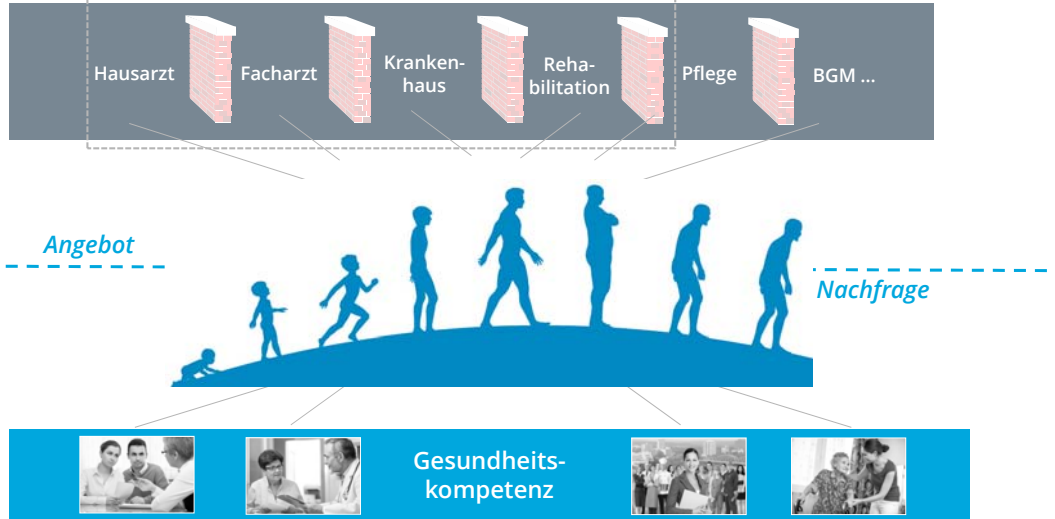 Hausarzt
Facharzt
Kranken-
haus
Reha-
bilitation
Pflege
BGM ...
Angebot
Nachfrage
Gesundheits-
kompetenz